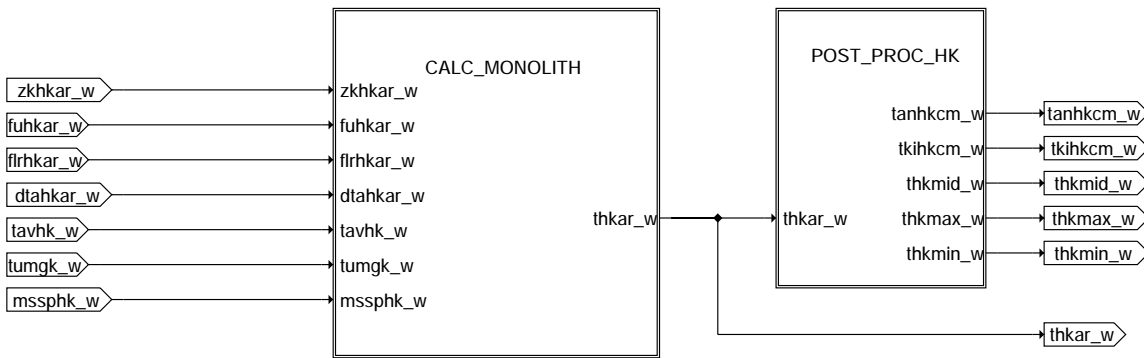 CALC_MONOLITH
POST_PROC_HK
zkhkar_w
zkhkar_w
fuhkar_w
fuhkar_w
flrhkar_w
flrhkar_w
dtahkar_w
dtahkar_w
tavhk_w
tavhk_w
tumgk_w
tumgk_w
mssphk_w
mssphk_w
thkar_w
thkar_w
tanhkcm_w
tanhkcm_w
tkihkcm_w
tkihkcm_w
thkmid_w
thkmid_w
thkmax_w
thkmax_w
thkmin_w
thkmin_w
thkar_w